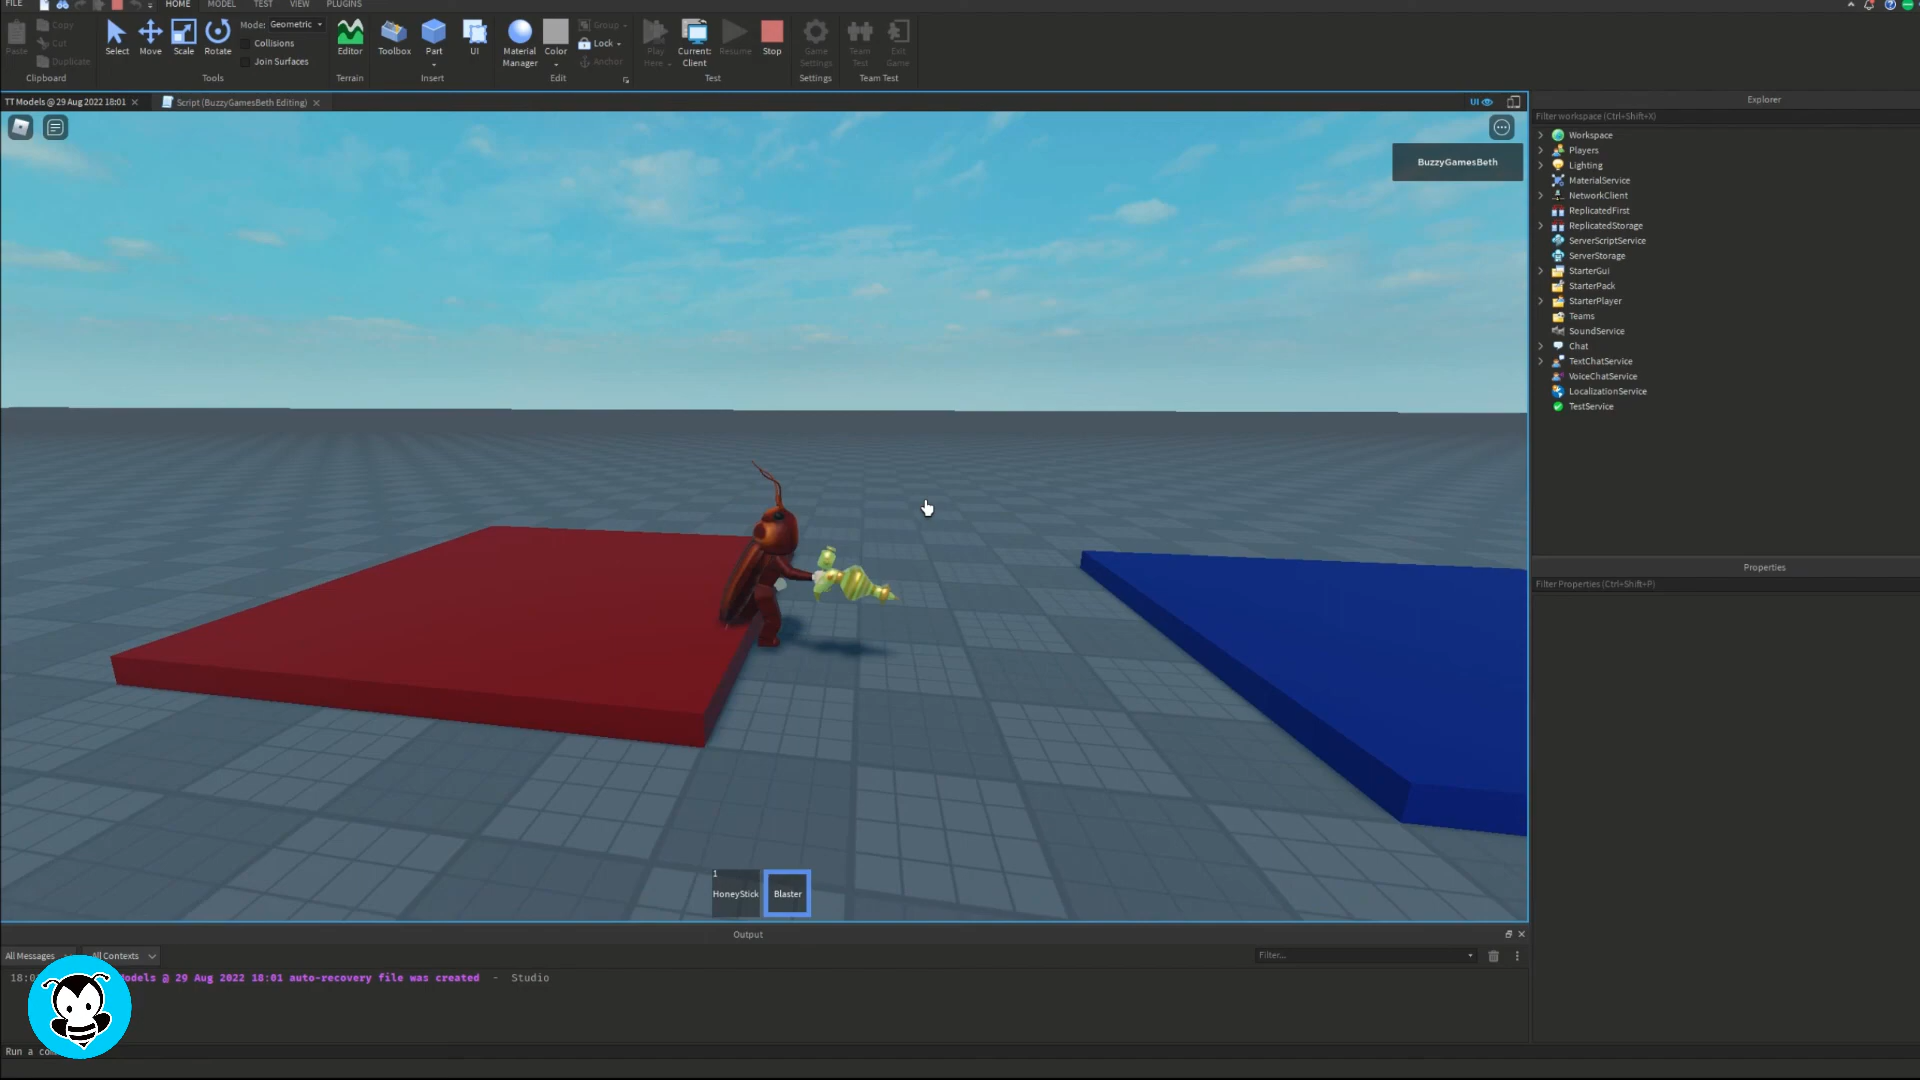 FILE HOME MODEL TEST VIEW PLUGINS
Copy Mode: Geometric Group
Paste Cut Select Move Scale Rotate Collisions Editor Toolbox Part UI Material Manager Color Lock Play Here Current: Client Resume Stop Game Settings Team Test Exit Game
Duplicate Join Surfaces Anchor
Clipboard Tools Terrain Insert Edit Test Settings Team Test
TT Models @ 29 Aug 2022 18:01 Script (BuzzyGamesBeth Editing) UI
BuzzyGamesBeth
1
HoneyStick Blaster
Explorer
Filter workspace (Ctrl+Shift+X)
Workspace
Players
Lighting
MaterialService
NetworkClient
ReplicatedFirst
ReplicatedStorage
ServerScriptService
ServerStorage
StarterGui
StarterPack
StarterPlayer
Teams
SoundService
Chat
TextChatService
VoiceChatService
LocalizationService
TestService
Properties
Filter Properties (Ctrl+Shift+P)
Output
All Messages All Contexts Filter...
@ 29 Aug 2022 18:01 auto-recovery file was created - Studio
Run a